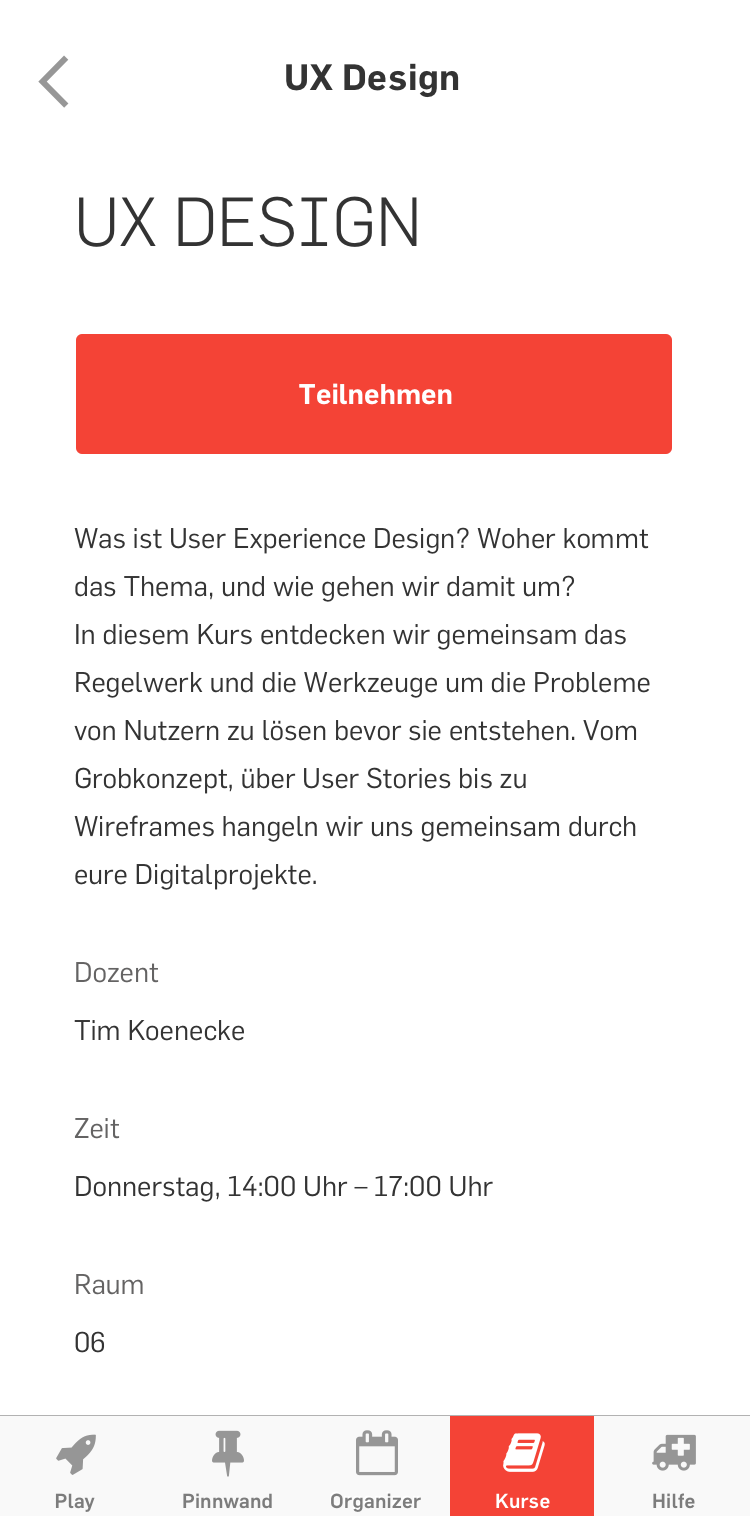 UX Design
UX DESIGN
Teilnehmen
Was ist User Experience Design? Woher kommt
das Thema, und wie gehen wir damit um?
In diesem Kurs entdecken wir gemeinsam das
Regelwerk und die Werkzeuge um die Probleme
von Nutzern zu lösen bevor sie entstehen. Vom
Grobkonzept, über User Stories bis zu
Wireframes hangeln wir uns gemeinsam durch
eure Digitalprojekte.
Dozent
Tim Koenecke
Zeit
Donnerstag, 14:00 Uhr – 17:00 Uhr
Raum
06
Play Pinnwand Organizer Kurse Hilfe